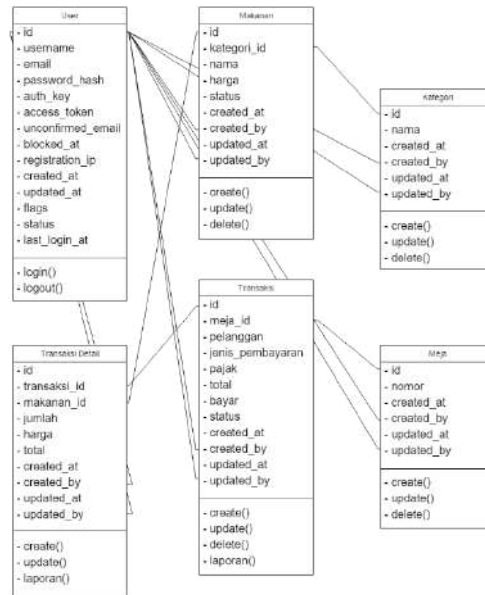 User
- id
- username
- email
- password_hash
- auth_key
- access_token
- unconfirmed_email
- blocked_at
- registration_ip
- created_at
- updated_at
- flags
- status
- last_login_at
- login()
- logout()
Makanan
- id
- kategori_id
- nama
- harga
- status
- created_at
- created_by
- updated_at
- updated_by
- create()
- update()
- delete()
Kategori
- id
- nama
- created_at
- created_by
- updated_at
- updated_by
- create()
- update()
- delete()
Transaksi Detail
- id
- transaksi_id
- makanan_id
- jumlah
- harga
- total
- created_at
- created_by
- updated_at
- updated_by
- create()
- update()
- laporan()
Transaksi
- id
- meja_id
- pelanggan
- jenis_pembayaran
- pajak
- total
- bayar
- status
- created_at
- created_by
- updated_at
- updated_by
- create()
- update()
- delete()
- laporan()
Meja
- id
- nomor
- created_at
- created_by
- updated_at
- updated_by
- create()
- update()
- delete()